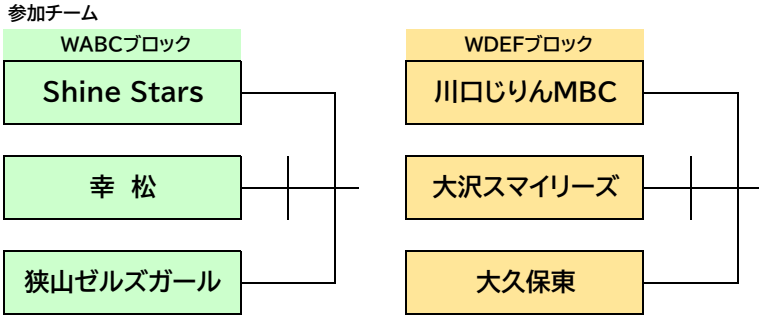 参加チーム
WABCブロック
WDEFブロック
Shine Stars
川口じりんMBC
幸 松
大沢スマイリーズ
狭山ゼルズガール
大久保東